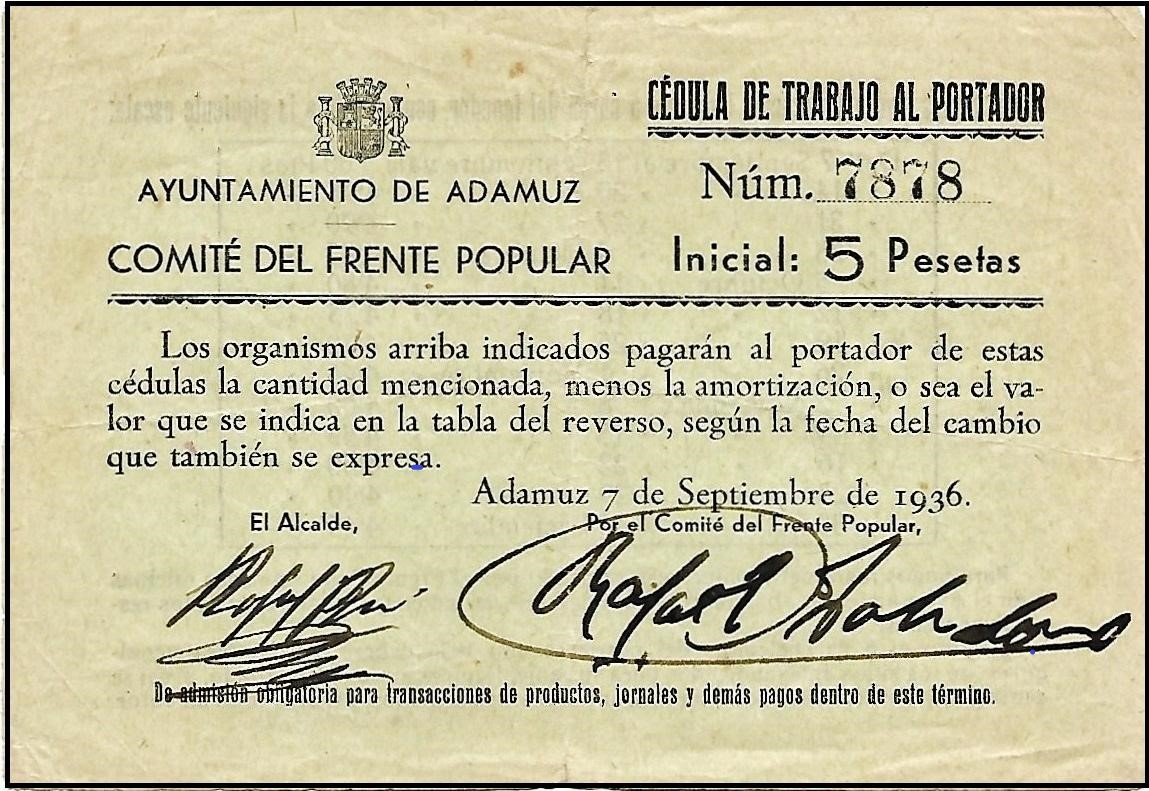 CÉDULA DE TRABAJO AL PORTADOR
AYUNTAMIENTO DE ADAMUZ
Núm. 7878
COMITÉ DEL FRENTE POPULAR
Inicial: 5 Pesetas
Los organismos arriba indicados pagarán al portador de estas
cédulas la cantidad mencionada, menos la amortización, o sea el va-
lor que se indica en la tabla del reverso, según la fecha del cambio
que también se expresa.
Adamuz 7 de Septiembre de 1936.
El Alcalde,
Por el Comité del Frente Popular,
Rafael
De admisión obligatoria para transacciones de productos, jornales y demás pagos dentro de este término.